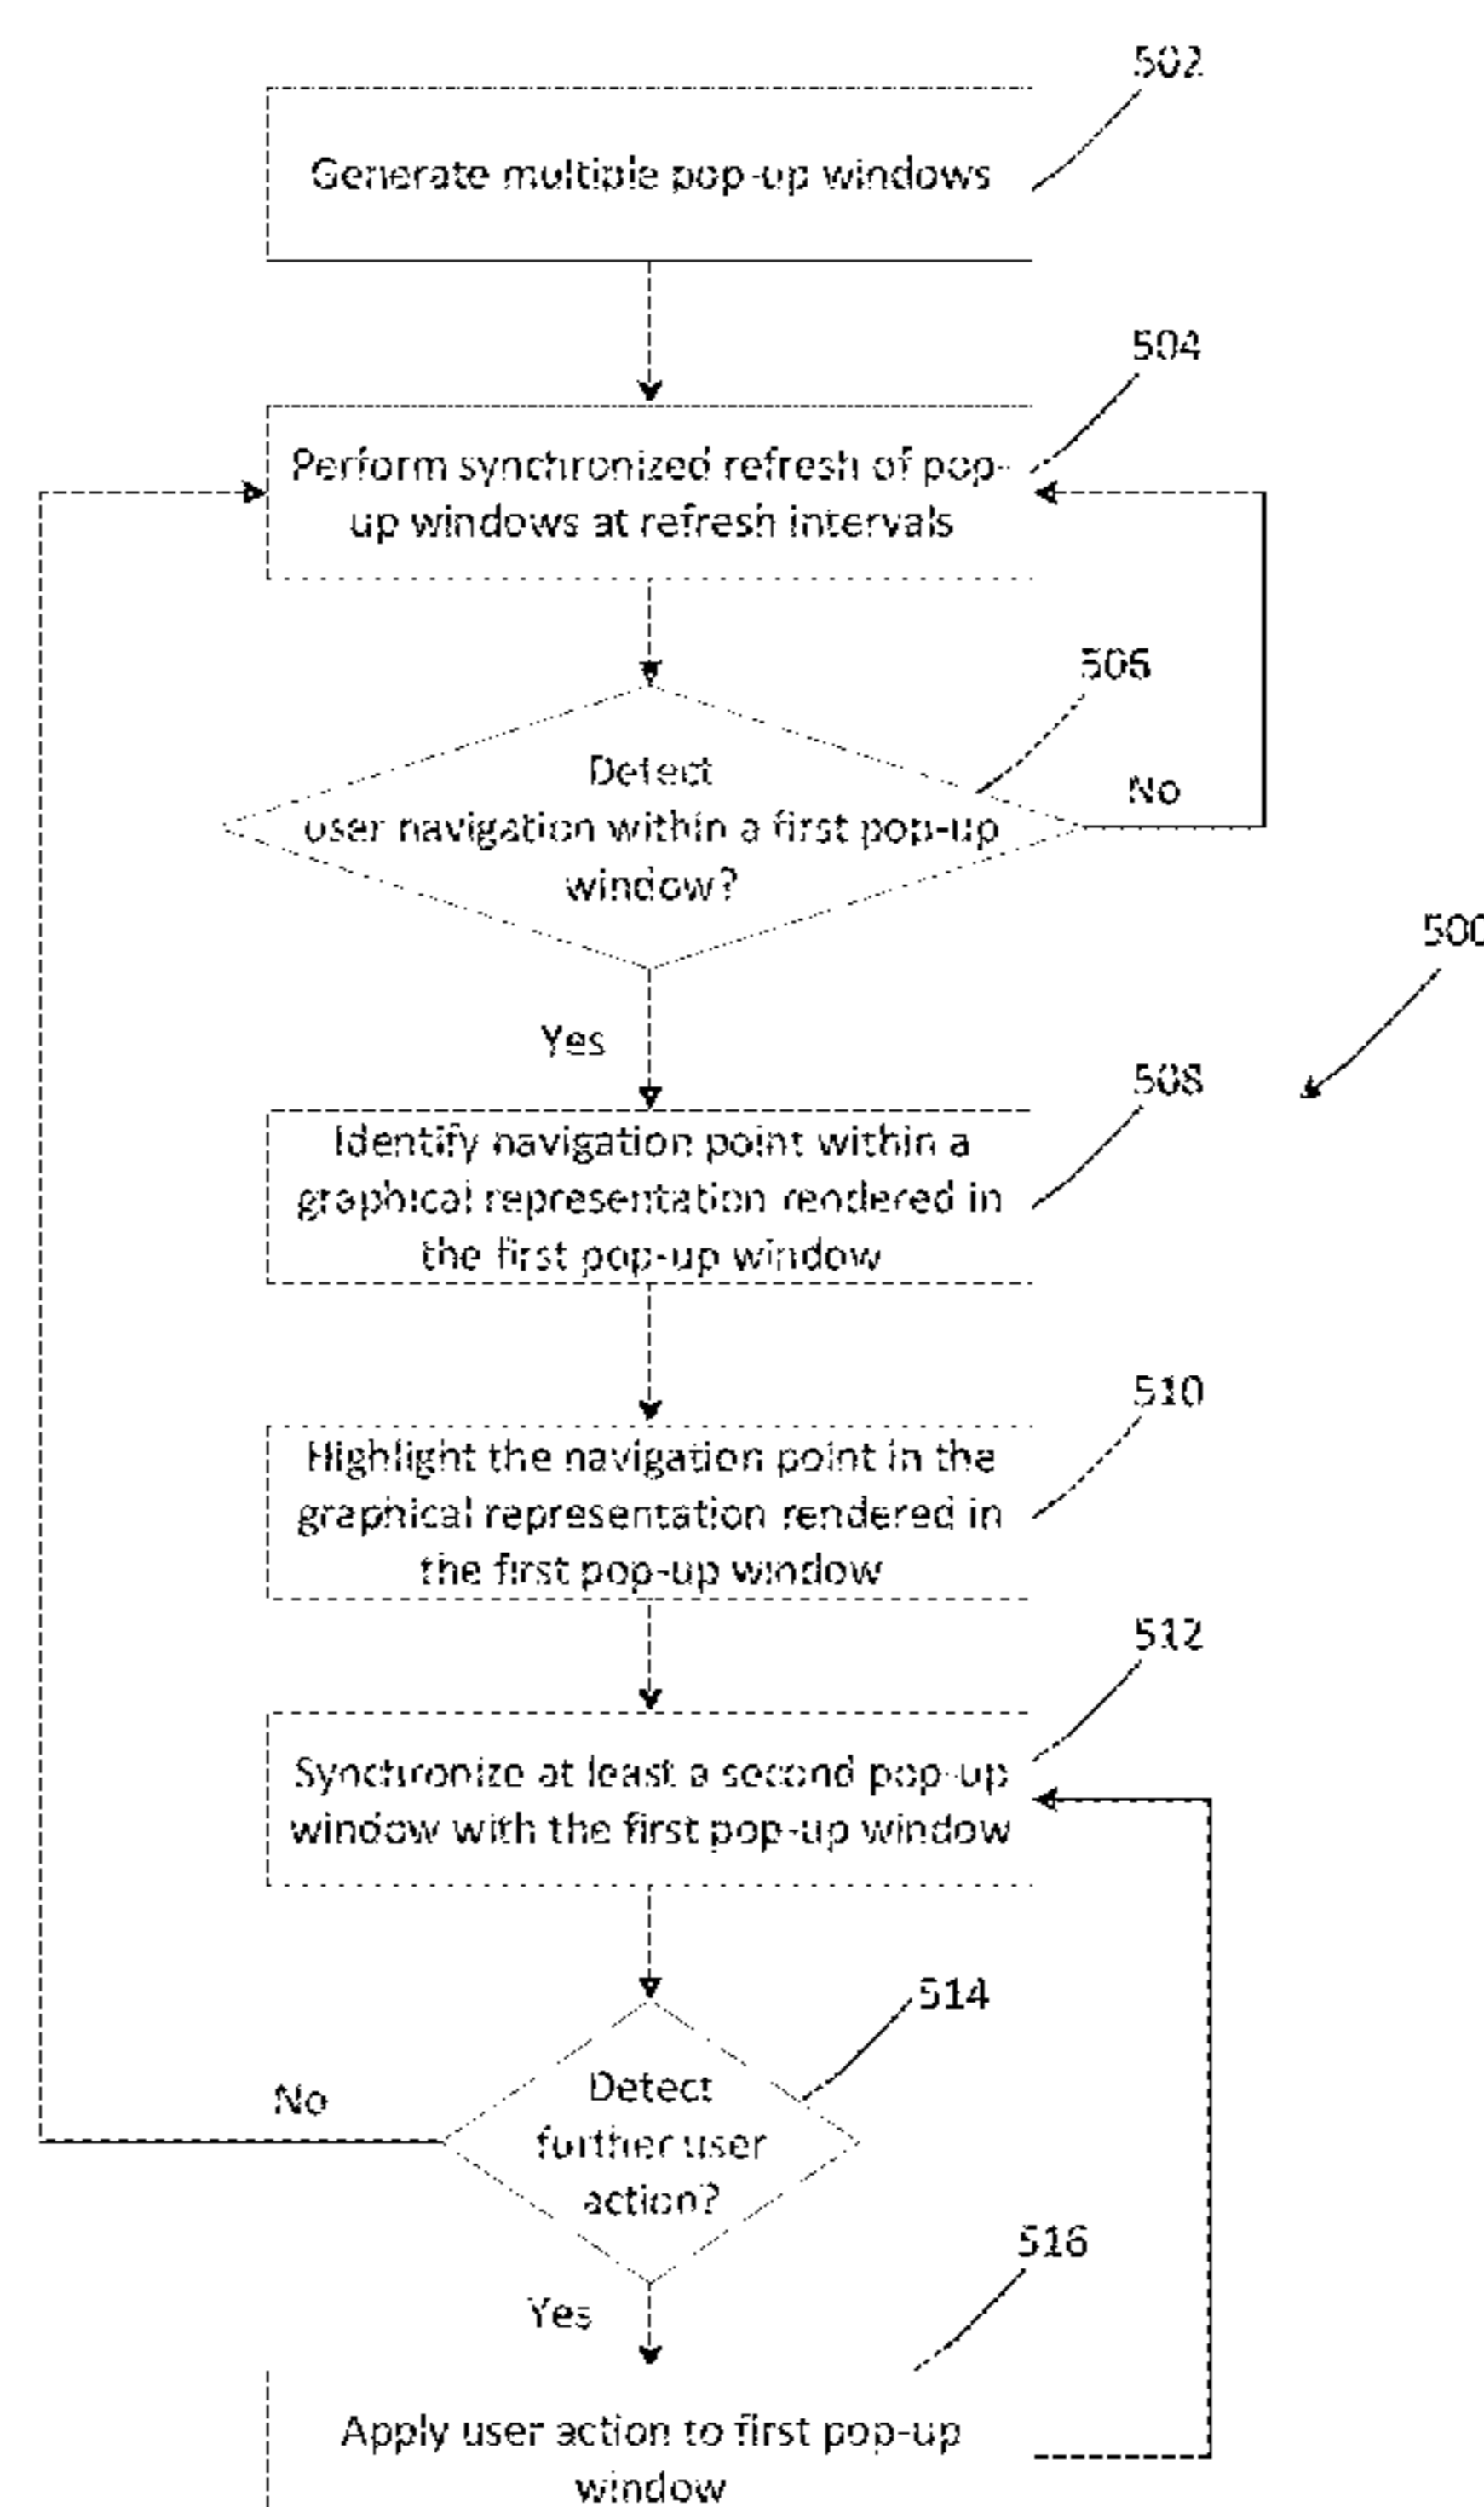 502
Generate multiple pop-up windows
504
Perform synchronized refresh of pop-
up windows at refresh intervals
506
Detect
user navigation within a first pop-up
window?
No
500
Yes
508
Identify navigation point within a
graphical representation rendered in
the first pop-up window
510
Highlight the navigation point in the
graphical representation rendered in
the first pop-up window
512
Synchronize at least a second pop-up
window with the first pop-up window
514
No
Detect
further user
action?
516
Yes
Apply user action to first pop-up
window